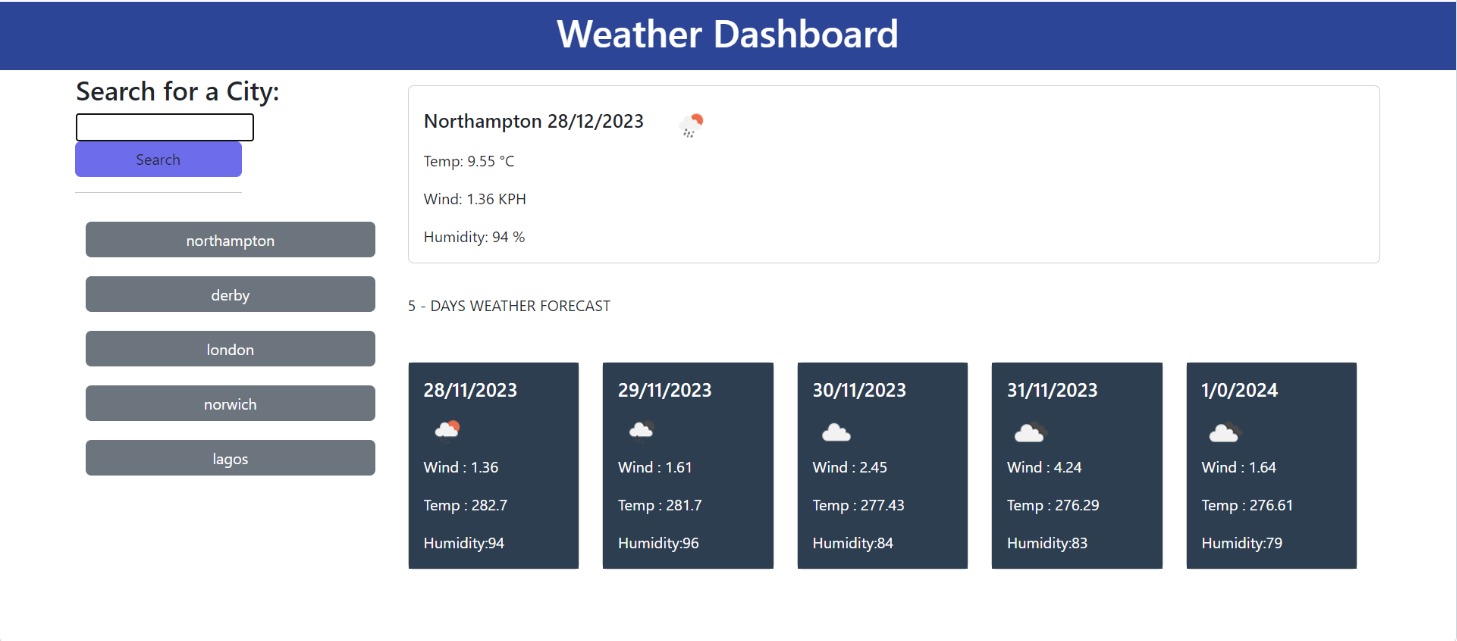 Weather Dashboard
Search for a City:
Search
northampton
derby
london
norwich
lagos
Northampton 28/12/2023
Temp: 9.55 °C
Wind: 1.36 KPH
Humidity: 94 %
5 - DAYS WEATHER FORECAST
28/11/2023
Wind : 1.36
Temp : 282.7
Humidity:94
29/11/2023
Wind : 1.61
Temp : 281.7
Humidity:96
30/11/2023
Wind : 2.45
Temp : 277.43
Humidity:84
31/11/2023
Wind : 4.24
Temp : 276.29
Humidity:83
1/0/2024
Wind : 1.64
Temp : 276.61
Humidity:79